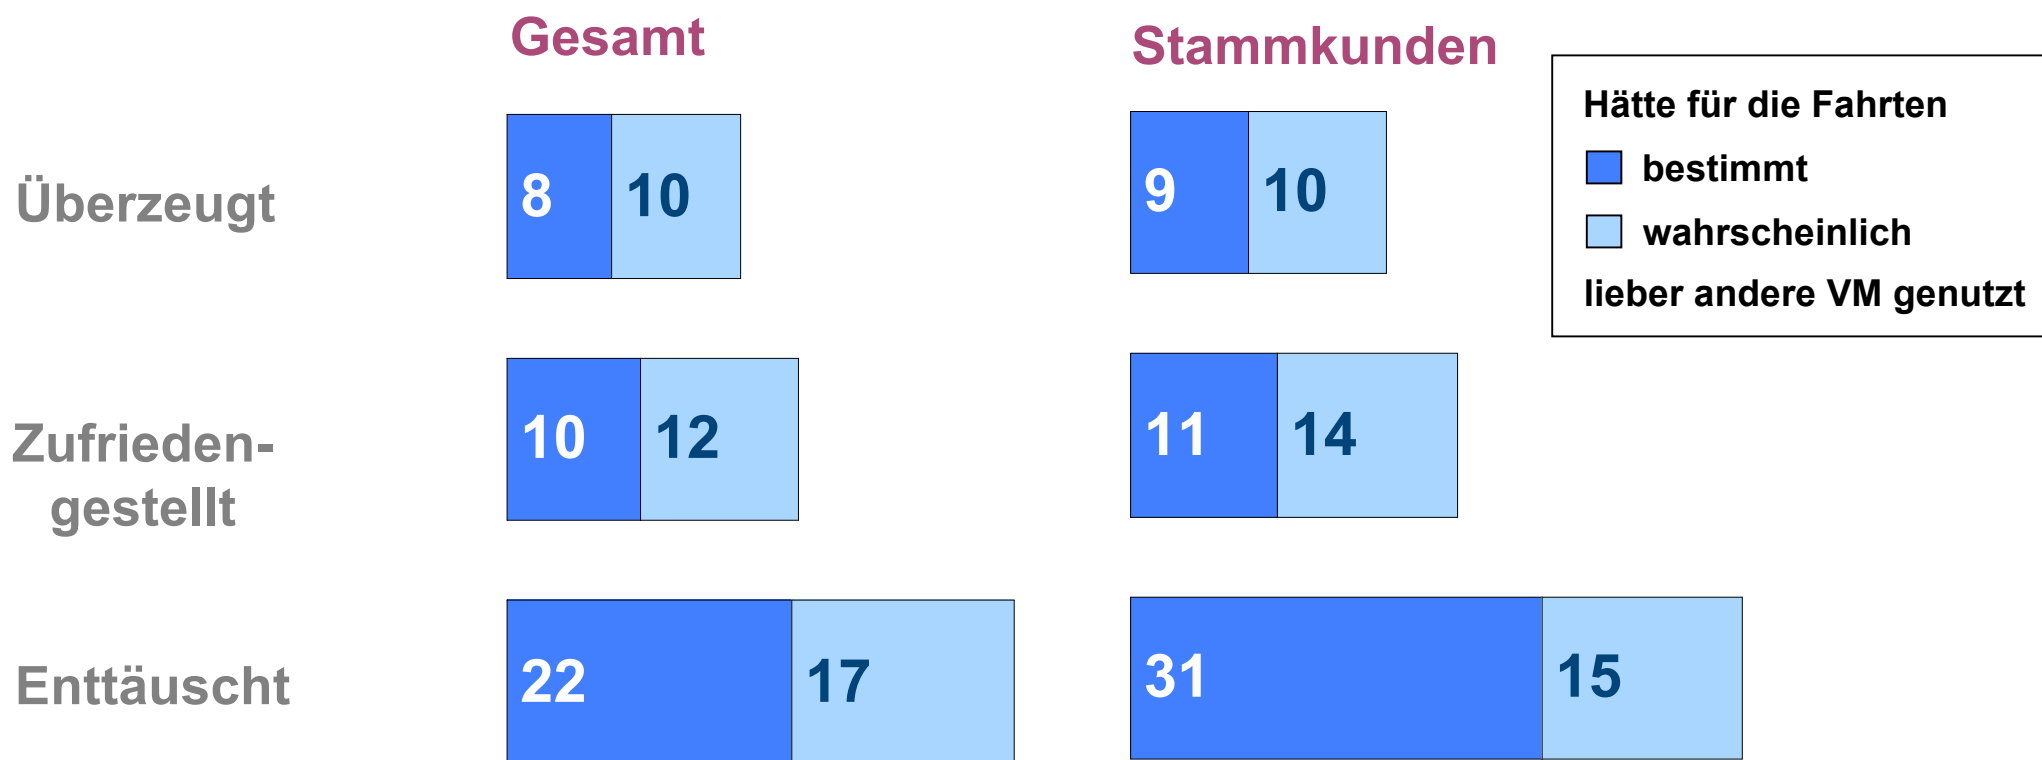 Gesamt
Stammkunden
Hätte für die Fahrten
bestimmt
wahrscheinlich
lieber andere VM genutzt
Überzeugt
8 10
9 10
Zufrieden-
gestellt
10 12
11 14
Enttäuscht
22 17
31 15